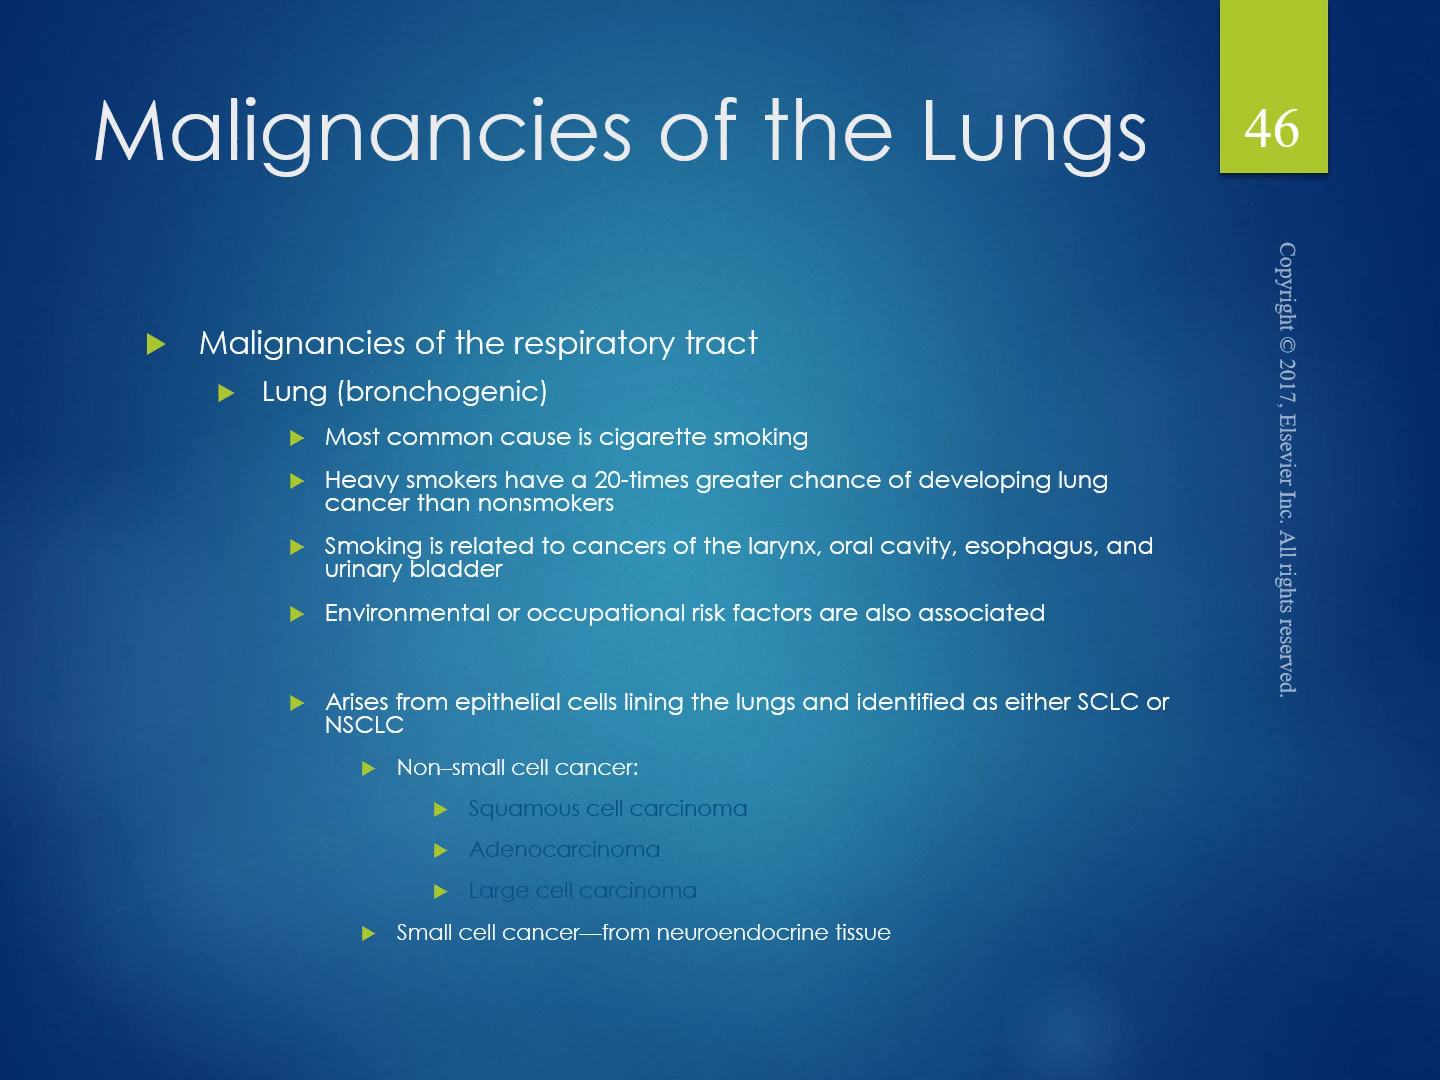 Malignancies of the Lungs
46
Malignancies of the respiratory tract
Lung (bronchogenic)
Most common cause is cigarette smoking
Heavy smokers have a 20-times greater chance of developing lung
cancer than nonsmokers
Smoking is related to cancers of the larynx, oral cavity, esophagus, and
urinary bladder
Environmental or occupational risk factors are also associated
Arises from epithelial cells lining the lungs and identified as either SCLC or
NSCLC
Non–small cell cancer:
Squamous cell carcinoma
Adenocarcinoma
Large cell carcinoma
Small cell cancer—from neuroendocrine tissue
Copyright © 2017, Elsevier Inc. All rights reserved.